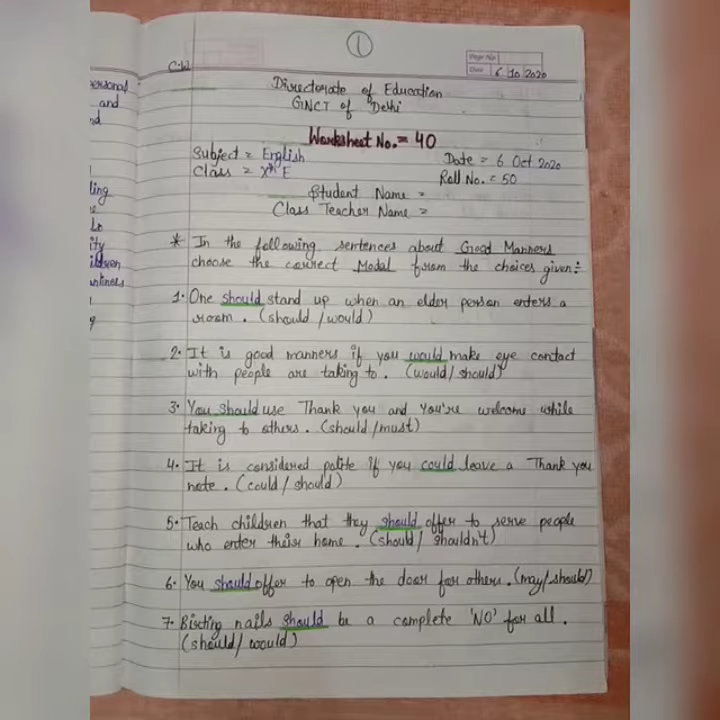 1
C.W
Page No.
Date 6 10 2020
Directorate of Education
GNCT of Delhi
Worksheet No. = 40
Subject = English
Date = 6 Oct 2020
Class = Xth E
Roll No. = 50
Student Name =
Class Teacher Name =
* In the following sentences about Good Manners
choose the correct Modal from the choices given:-
1. One should stand up when an elder person enters a
room. (should / would)
2. It is good manners if you would make eye contact
with people are taking to. (would / should)
3. You should use Thank you and You're welcome while
taking to others. (should / must)
4. It is considered polite if you could leave a Thank you
note. (could / should)
5. Teach children that they should offer to serve people
who enter their home. (should / shouldn't)
6. You should offer to open the door for others. (may / should)
7. Bieting nails should be a complete 'NO' for all.
(should / would)
ersonal
and
nd
ling
ity